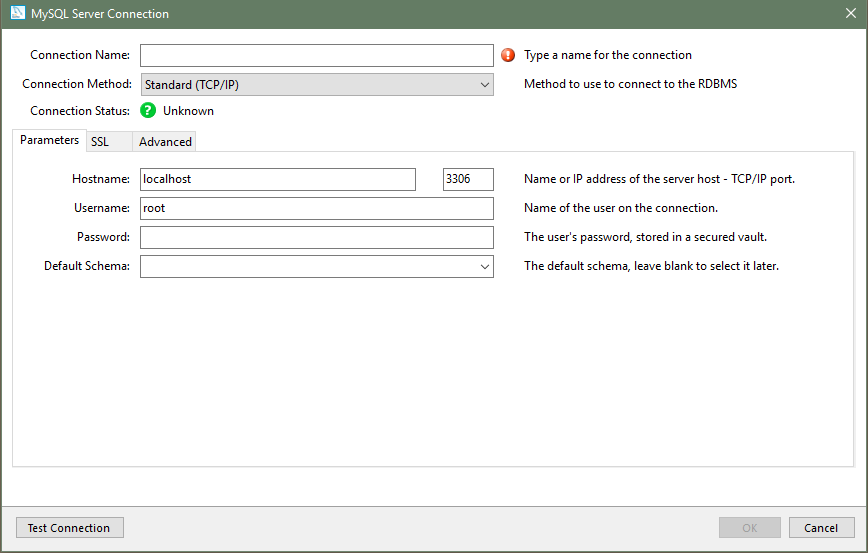 MySQL Server Connection
Connection Name: Type a name for the connection
Connection Method: Standard (TCP/IP) Method to use to connect to the RDBMS
Connection Status: ? Unknown
Parameters SSL Advanced
Hostname: localhost 3306 Name or IP address of the server host - TCP/IP port.
Username: root Name of the user on the connection.
Password: The user's password, stored in a secured vault.
Default Schema: The default schema, leave blank to select it later.
Test Connection OK Cancel